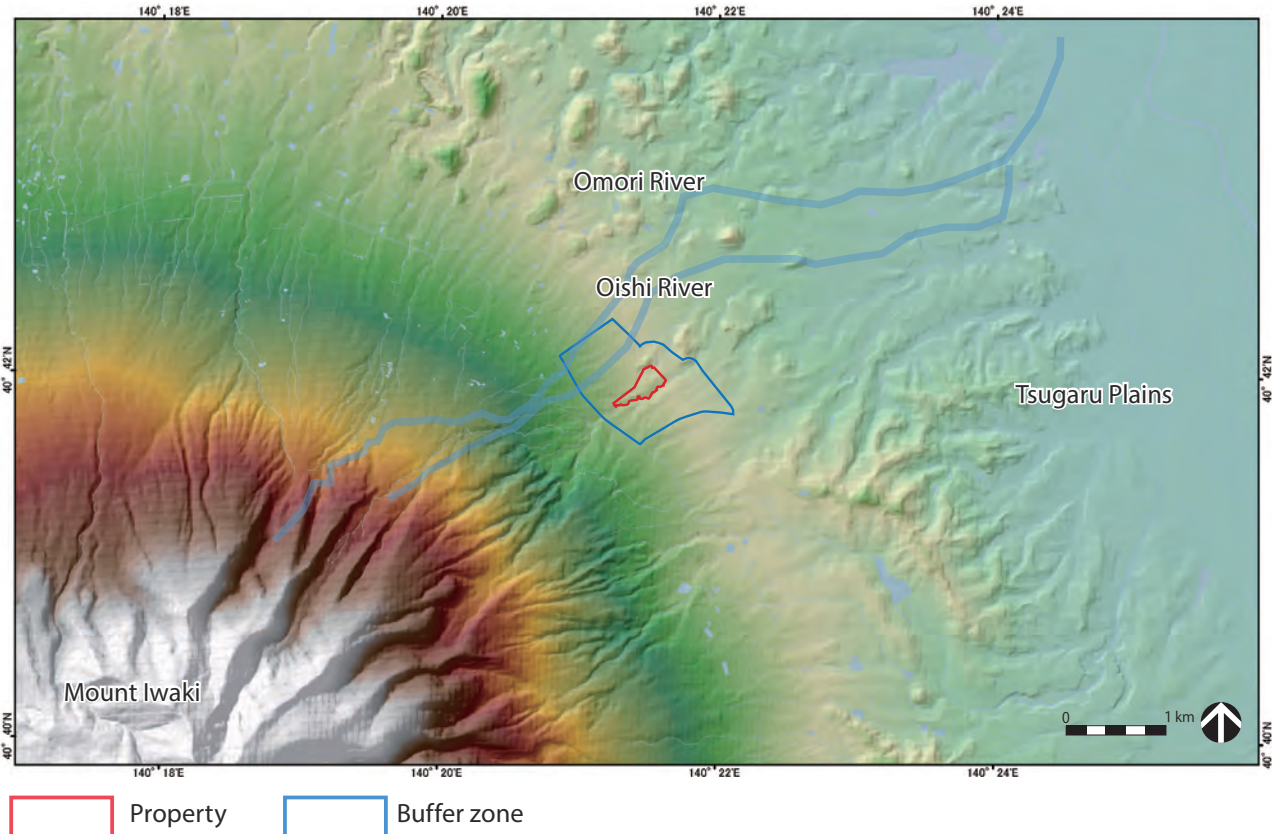 140° 18'E
140° 20'E
140° 22'E
140° 24'E
Omori River
Oishi River
40° 42'N
40° 42'N
Tsugaru Plains
Mount Iwaki
0
1 km
40° 40'N
40° 40'N
140° 18'E
140° 20'E
140° 22'E
140° 24'E
Property
Buffer zone